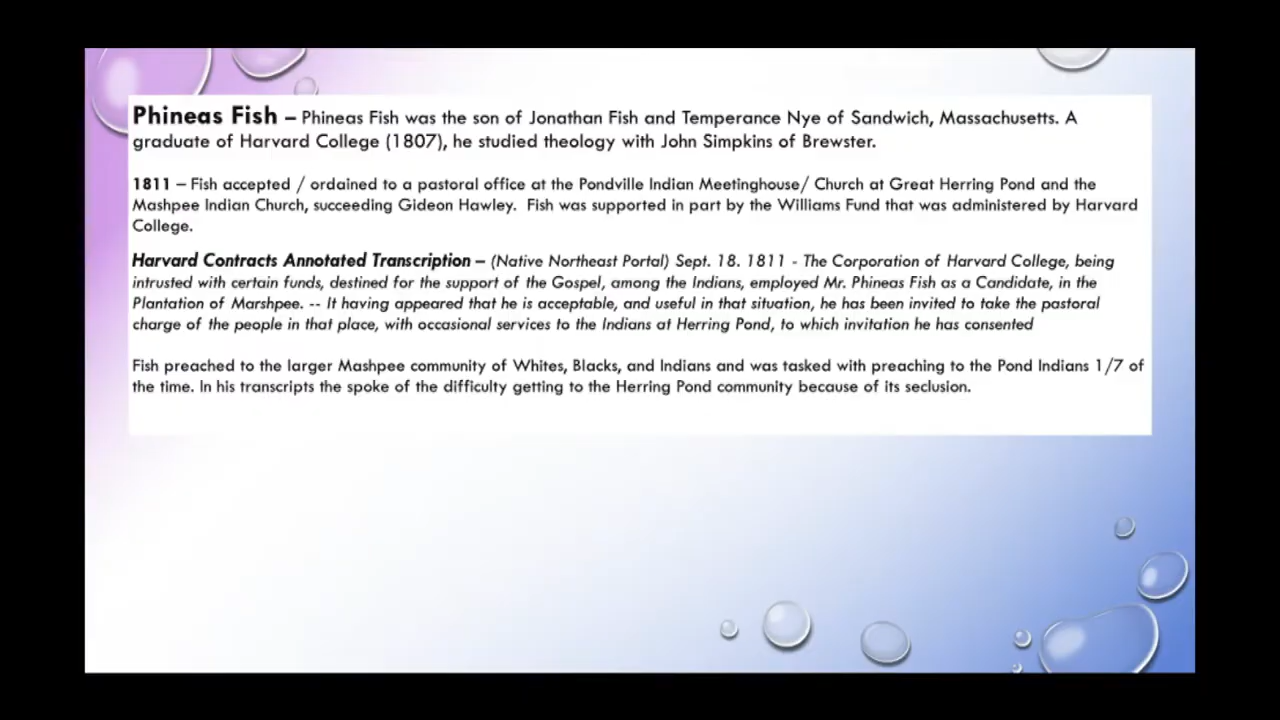 Phineas Fish – Phineas Fish was the son of Jonathan Fish and Temperance Nye of Sandwich, Massachusetts. A
graduate of Harvard College (1807), he studied theology with John Simpkins of Brewster.
1811 – Fish accepted / ordained to a pastoral office at the Pondville Indian Meetinghouse/ Church at Great Herring Pond and the
Mashpee Indian Church, succeeding Gideon Hawley. Fish was supported in part by the Williams Fund that was administered by Harvard
College.
Harvard Contracts Annotated Transcription – (Native Northeast Portal) Sept. 18. 1811 - The Corporation of Harvard College, being
intrusted with certain funds, destined for the support of the Gospel, among the Indians, employed Mr. Phineas Fish as a Candidate, in the
Plantation of Marshpee. -- It having appeared that he is acceptable, and useful in that situation, he has been invited to take the pastoral
charge of the people in that place, with occasional services to the Indians at Herring Pond, to which invitation he has consented
Fish preached to the larger Mashpee community of Whites, Blacks, and Indians and was tasked with preaching to the Pond Indians 1/7 of
the time. In his transcripts the spoke of the difficulty getting to the Herring Pond community because of its seclusion.